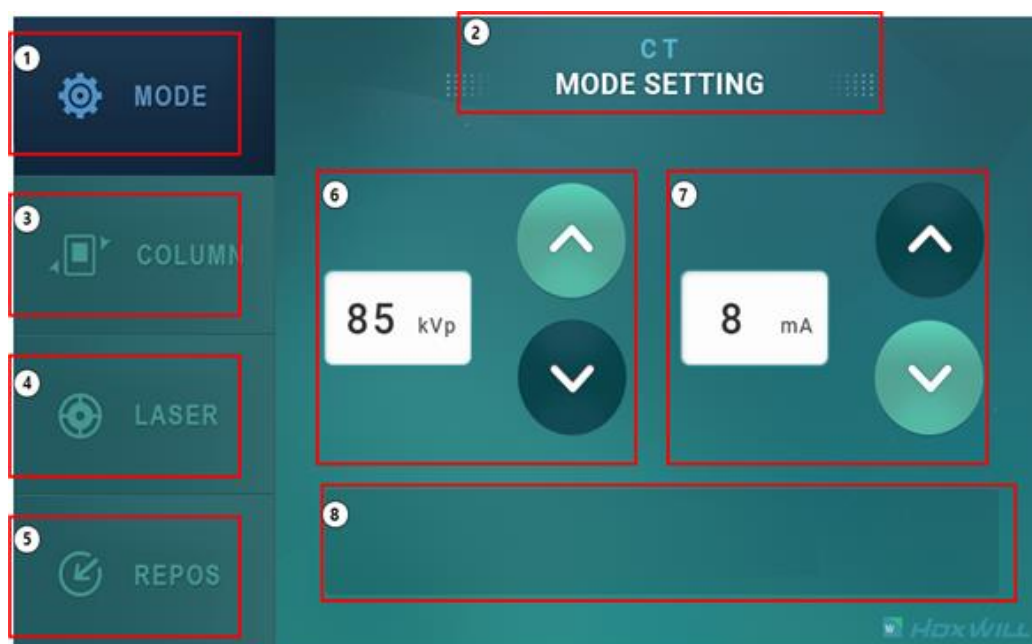 1
MODE
2
CT
MODE SETTING
3
COLUMN
4
LASER
5
REPOS
6
85 kVp
7
8 mA
8
W HOXWILL